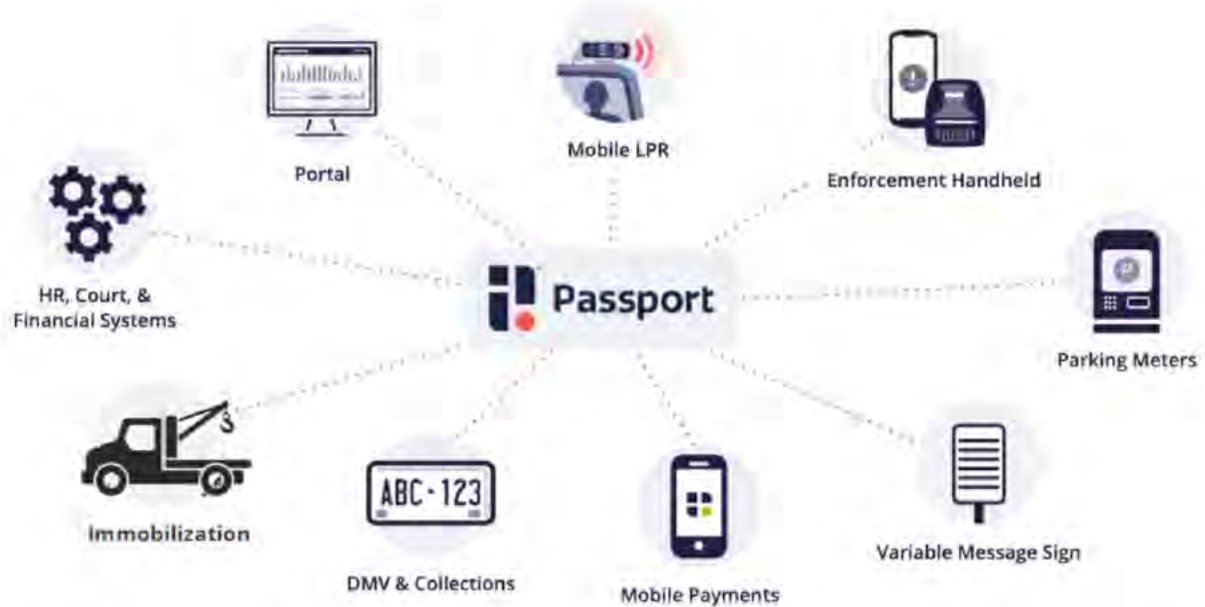 Portal
Mobile LPR
Enforcement Handheld
HR, Court, &
Financial Systems
Passport
Parking Meters
Immobilization
ABC-123
DMV & Collections
Mobile Payments
Variable Message Sign